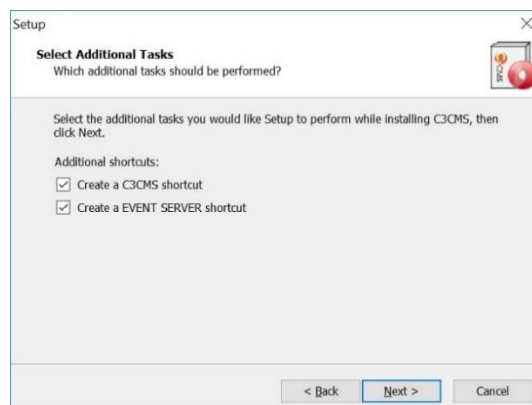 Setup
Select Additional Tasks
Which additional tasks should be performed?
CMS
Select the additional tasks you would like Setup to perform while installing C3CMS, then
click Next.
Additional shortcuts:
Create a C3CMS shortcut
Create a EVENT SERVER shortcut
< Back
Next >
Cancel